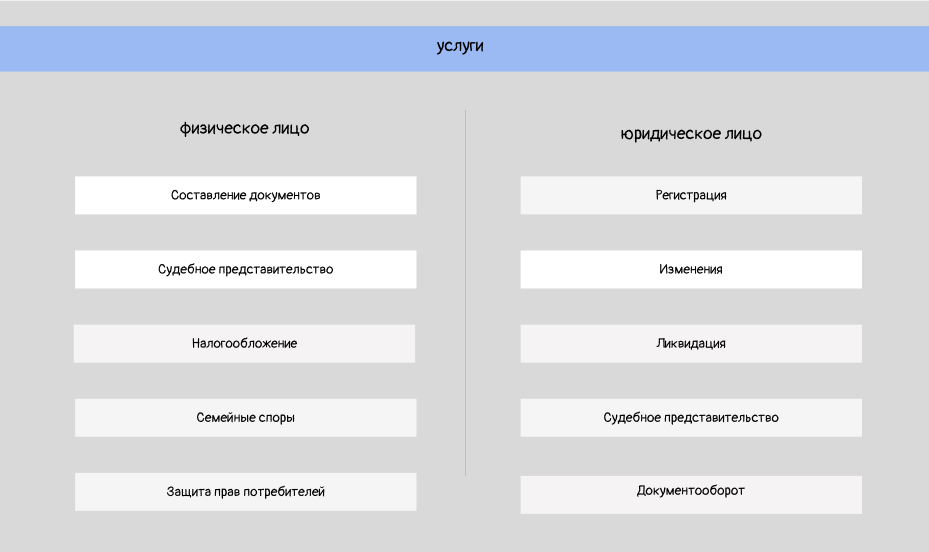 услуги
физическое лицо
Составление документов
Судебное представительство
Налогообложение
Семейные споры
Защита прав потребителей
юридическое лицо
Регистрация
Изменения
Ликвидация
Судебное представительство
Документооборот